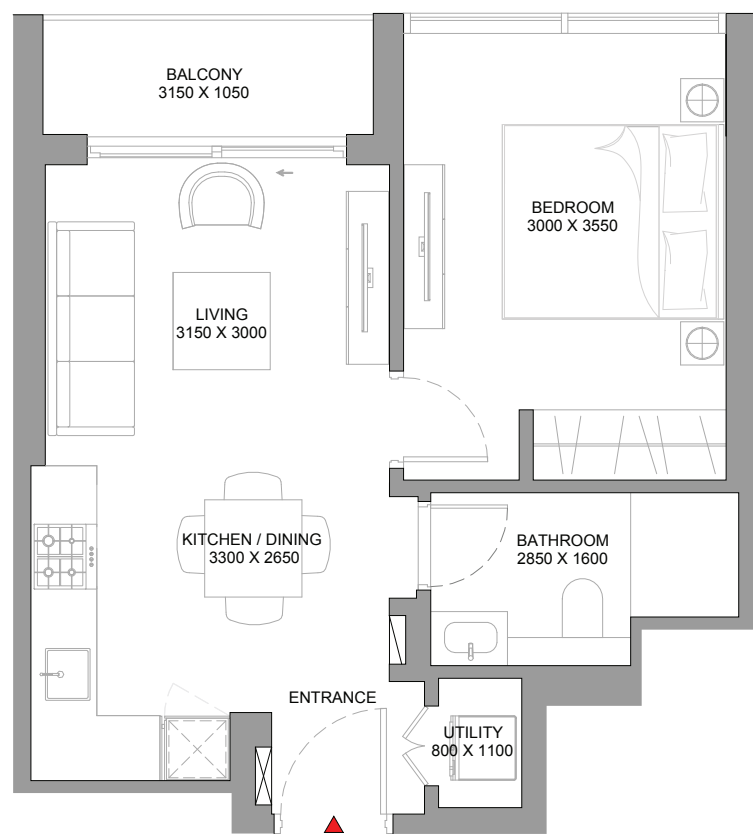 BALCONY
3150 X 1050
BEDROOM
3000 X 3550
LIVING
3150 X 3000
KITCHEN / DINING
3300 X 2650
BATHROOM
2850 X 1600
ENTRANCE
UTILITY
800 X 1100